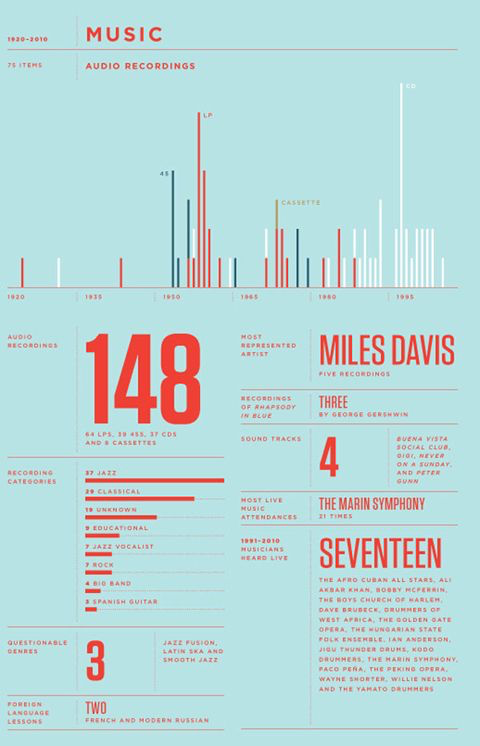 1920–2010
MUSIC
75 ITEMS
AUDIO RECORDINGS
CD
LP
45
CASSETTE
1920
1935
1950
1965
1960
1995
AUDIO
RECORDINGS
148
64 LPS, 39 45S, 37 CDS
AND 8 CASSETTES
RECORDING
CATEGORIES
37 JAZZ
29 CLASSICAL
19 UNKNOWN
9 EDUCATIONAL
7 JAZZ VOCALIST
7 ROCK
4 BIG BAND
3 SPANISH GUITAR
QUESTIONABLE
GENRES
3
JAZZ FUSION,
LATIN SKA AND
SMOOTH JAZZ
FOREIGN
LANGUAGE
LESSONS
TWO
FRENCH AND MODERN RUSSIAN
MOST
REPRESENTED
ARTIST
MILES DAVIS
FIVE RECORDINGS
RECORDINGS
OF RHAPSODY
IN BLUE
THREE
BY GEORGE GERSHWIN
SOUND TRACKS
4
BUENA VISTA
SOCIAL CLUB,
GIGI, NEVER
ON A SUNDAY,
AND PETER
GUNN
MOST LIVE
MUSIC
ATTENDANCES
THE MARIN SYMPHONY
21 TIMES
1991–2010
MUSICIANS
HEARD LIVE
SEVENTEEN
THE AFRO CUBAN ALL STARS, ALI
AKBAR KHAN, BOBBY MCFERRIN,
THE BOYS CHURCH OF HARLEM,
DAVE BRUBECK, DRUMMERS OF
WEST AFRICA, THE GOLDEN GATE
OPERA, THE HUNGARIAN STATE
FOLK ENSEMBLE, IAN ANDERSON,
JIGU THUNDER DRUMS, KODO
DRUMMERS, THE MARIN SYMPHONY,
PACO PEÑA, THE PEKING OPERA,
WAYNE SHORTER, WILLIE NELSON
AND THE YAMATO DRUMMERS